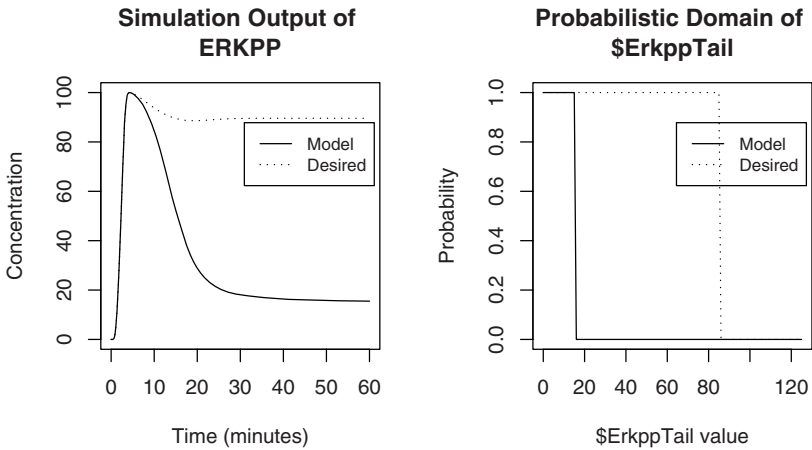 Simulation Output of
ERKPP
Concentration
0 20 40 60 80 100
Model
Desired
0 10 20 30 40 50 60
Time (minutes)
Probabilistic Domain of
$ErkppTail
Probability
0.0 0.2 0.4 0.6 0.8 1.0
Model
Desired
0 20 40 60 80 120
$ErkppTail value